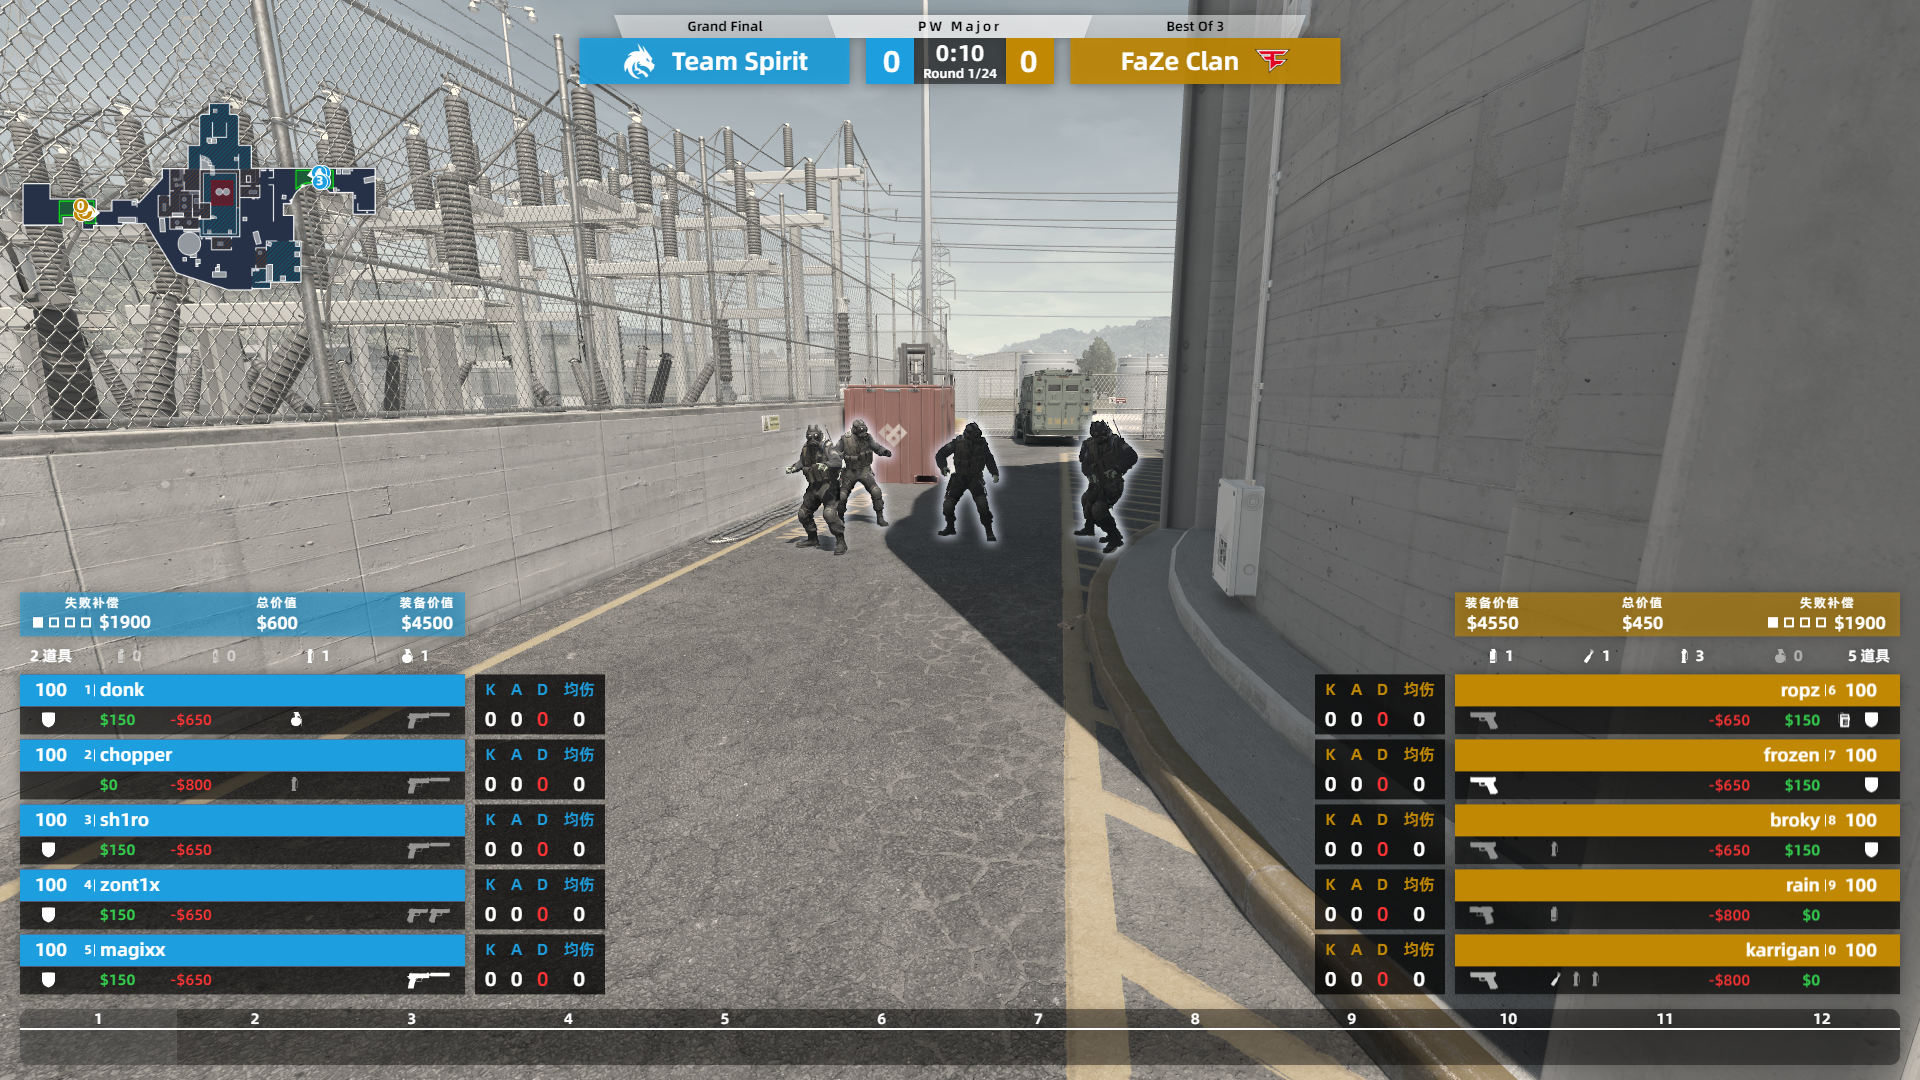 Grand Final PW Major Best Of 3
Team Spirit 0 0:10 0 FaZe Clan
Round 1/24
0
3
失败补偿 总价值 装备价值
$1900 $600 $4500
2 道具 0 0 1 1
100 1| donk
$150 -$650
K A D 均伤
0 0 0 0
100 2| chopper
$0 -$800
K A D 均伤
0 0 0 0
100 3| sh1ro
$150 -$650
K A D 均伤
0 0 0 0
100 4| zont1x
$150 -$650
K A D 均伤
0 0 0 0
100 5| magixx
$150 -$650
K A D 均伤
0 0 0 0
装备价值 总价值 失败补偿
$4550 $450 $1900
1 1 3 0 5 道具
K A D 均伤
0 0 0 0
ropz |6 100
-$650 $150
K A D 均伤
0 0 0 0
frozen |7 100
-$650 $150
K A D 均伤
0 0 0 0
broky |8 100
-$650 $150
K A D 均伤
0 0 0 0
rain |9 100
-$800 $0
K A D 均伤
0 0 0 0
karrigan |0 100
-$800 $0
1 2 3 4 5 6 7 8 9 10 11 12